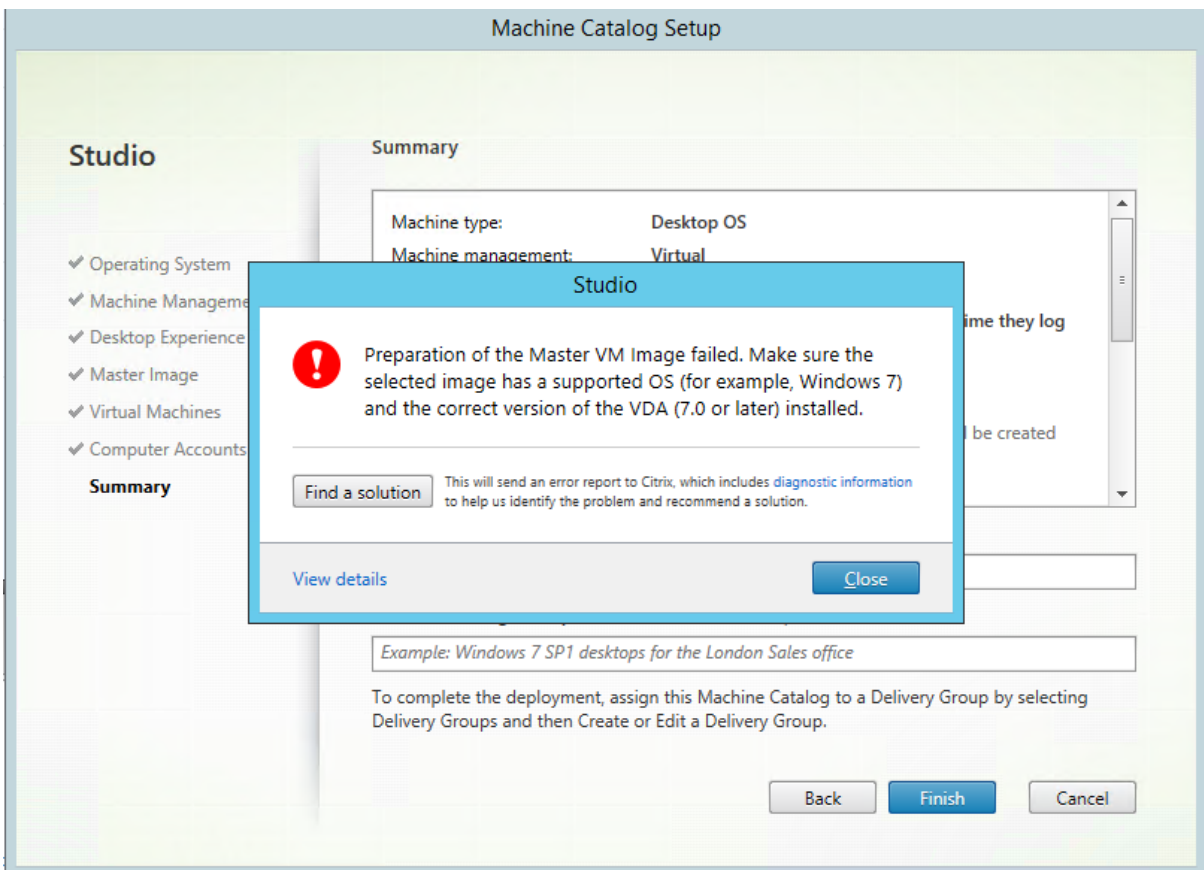 Machine Catalog Setup
Studio
Operating System
Machine Manageme
Desktop Experience
Master Image
Virtual Machines
Computer Accounts
Summary
Summary
Machine type: Desktop OS
Machine management: Virtual
ime they log
l be created
Studio
Preparation of the Master VM Image failed. Make sure the
selected image has a supported OS (for example, Windows 7)
and the correct version of the VDA (7.0 or later) installed.
Find a solution
This will send an error report to Citrix, which includes diagnostic information
to help us identify the problem and recommend a solution.
View details
Close
Example: Windows 7 SP1 desktops for the London Sales office
To complete the deployment, assign this Machine Catalog to a Delivery Group by selecting
Delivery Groups and then Create or Edit a Delivery Group.
Back Finish Cancel